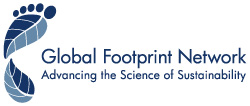 Global Footprint Network
Advancing the Science of Sustainability